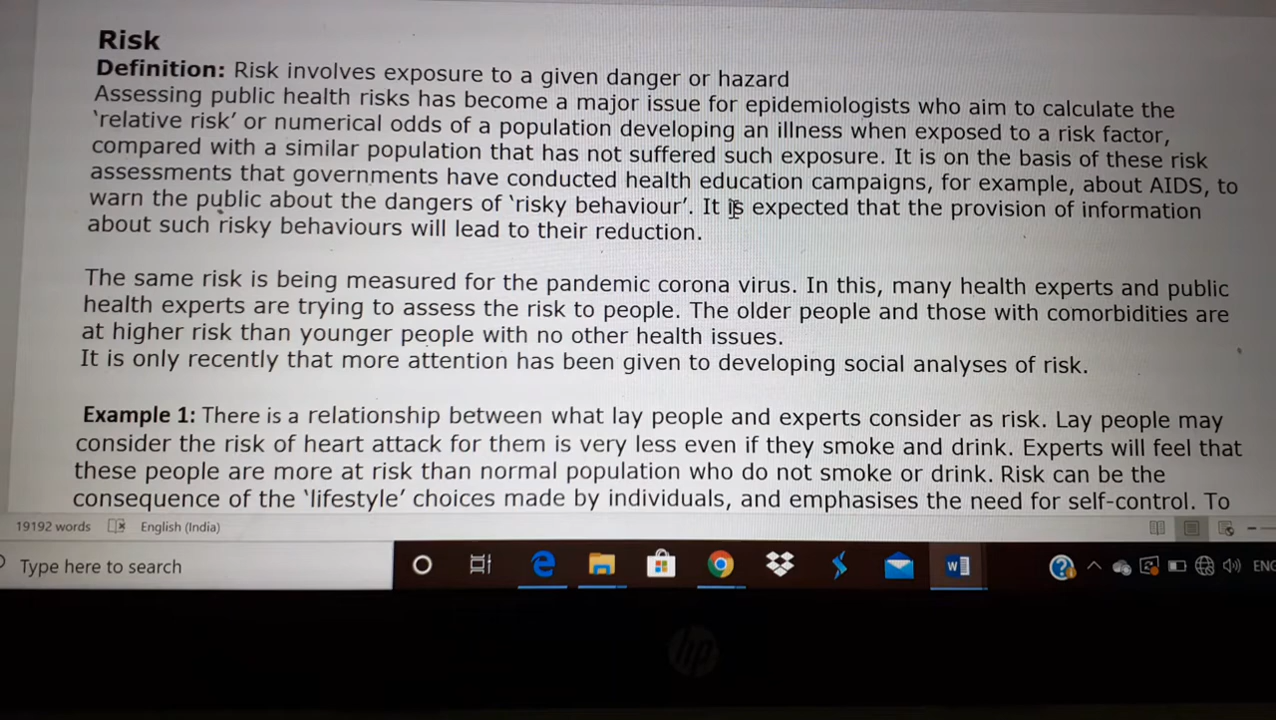 Risk
Definition: Risk involves exposure to a given danger or hazard
Assessing public health risks has become a major issue for epidemiologists who aim to calculate the
‘relative risk’ or numerical odds of a population developing an illness when exposed to a risk factor,
compared with a similar population that has not suffered such exposure. It is on the basis of these risk
assessments that governments have conducted health education campaigns, for example, about AIDS, to
warn the public about the dangers of ‘risky behaviour’. It is expected that the provision of information
about such risky behaviours will lead to their reduction.
The same risk is being measured for the pandemic corona virus. In this, many health experts and public
health experts are trying to assess the risk to people. The older people and those with comorbidities are
at higher risk than younger people with no other health issues.
It is only recently that more attention has been given to developing social analyses of risk.
Example 1: There is a relationship between what lay people and experts consider as risk. Lay people may
consider the risk of heart attack for them is very less even if they smoke and drink. Experts will feel that
these people are more at risk than normal population who do not smoke or drink. Risk can be the
consequence of the ‘lifestyle’ choices made by individuals, and emphasises the need for self-control. To
19192 words English (India)
Type here to search
ENG
hp